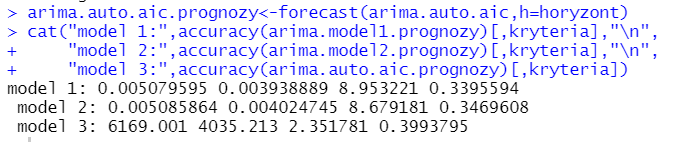 > arima.auto.aic.prognozy<-forecast(arima.auto.aic,h=horyzont)
> cat("model 1:",accuracy(arima.model1.prognozy)[,kryteria],"\n",
+     "model 2:",accuracy(arima.model2.prognozy)[,kryteria],"\n",
+     "model 3:",accuracy(arima.auto.aic.prognozy)[,kryteria])
model 1: 0.005079595 0.003938889 8.953221 0.3395594
 model 2: 0.005085864 0.004024745 8.679181 0.3469608
 model 3: 6169.001 4035.213 2.351781 0.3993795